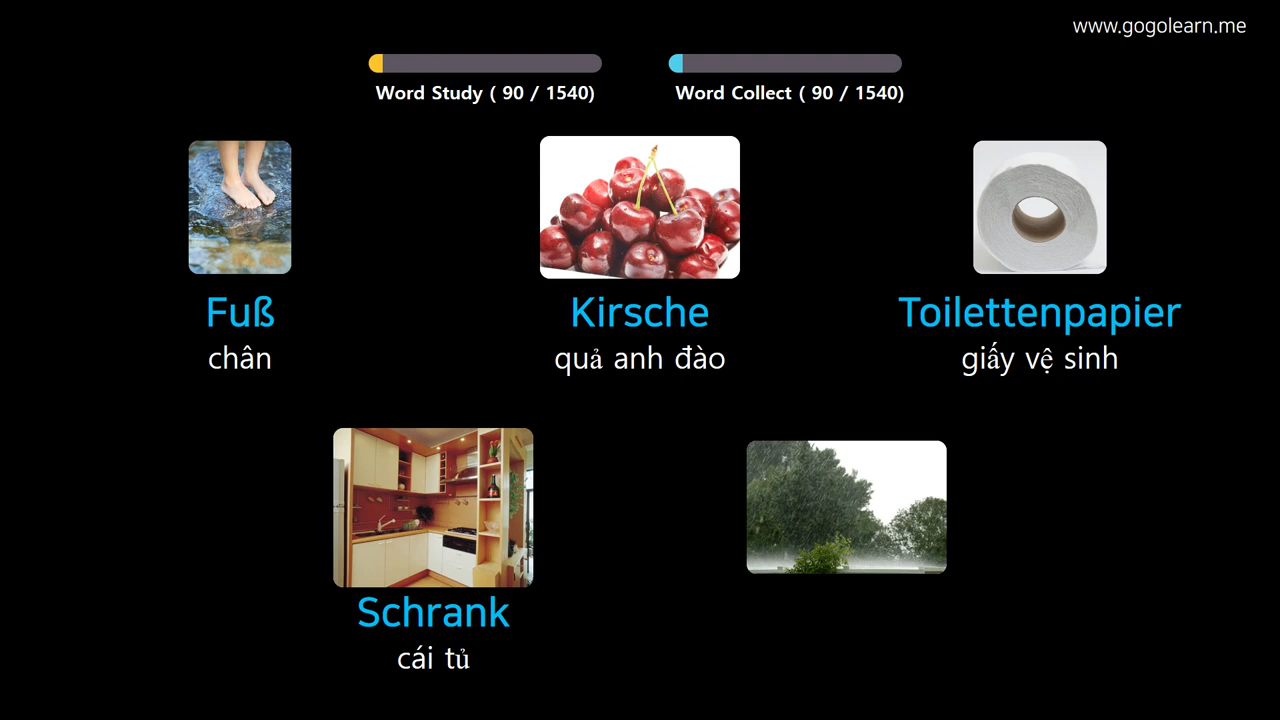 www.gogolearn.me
Word Study ( 90 / 1540)
Word Collect ( 90 / 1540)
Fuß
chân
Kirsche
quả anh đào
Toilettenpapier
giấy vệ sinh
Schrank
cái tủ